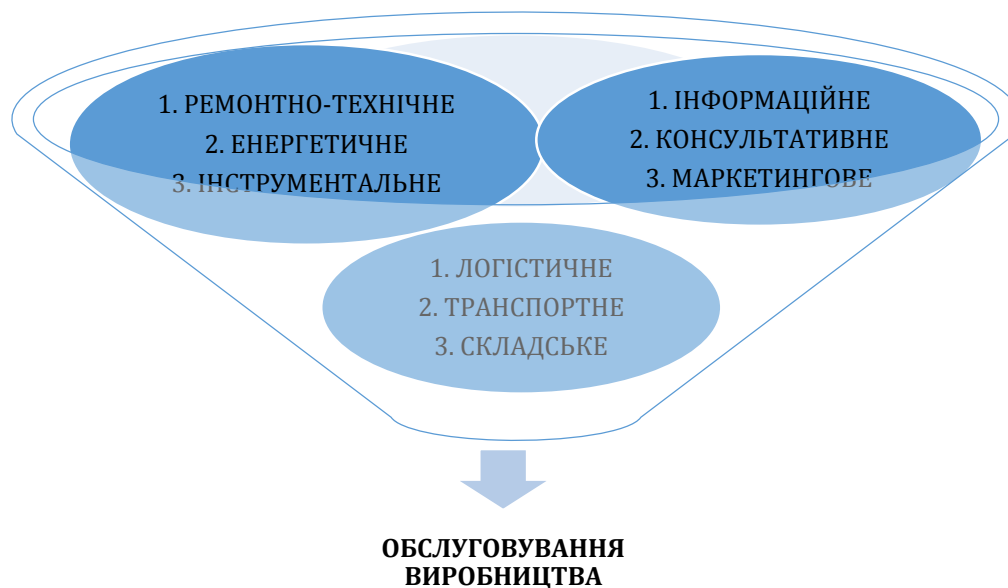 1. РЕМОНТНО-ТЕХНІЧНЕ
2. ЕНЕРГЕТИЧНЕ
3. ІНСТРУМЕНТАЛЬНЕ
1. ІНФОРМАЦІЙНЕ
2. КОНСУЛЬТАТИВНЕ
3. МАРКЕТИНГОВЕ
1. ЛОГІСТИЧНЕ
2. ТРАНСПОРТНЕ
3. СКЛАДСЬКЕ
ОБСЛУГОВУВАННЯ
ВИРОБНИЦТВА